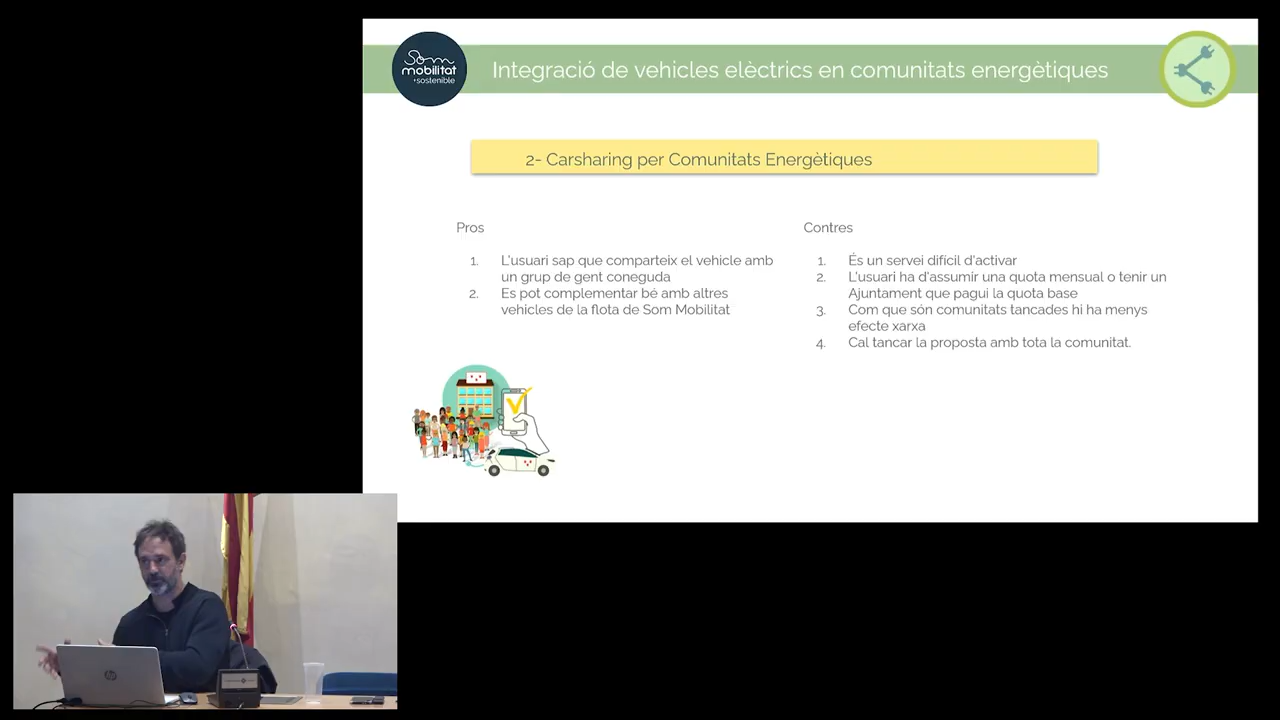 Som
mobilitat
+sostenible
Integració de vehicles elèctrics en comunitats energètiques
2- Carsharing per Comunitats Energètiques
Pros
1. L'usuari sap que comparteix el vehicle amb
un grup de gent coneguda
2. Es pot complementar bé amb altres
vehicles de la flota de Som Mobilitat
Contres
1. És un servei difícil d'activar
2. L'usuari ha d'assumir una quota mensual o tenir un
Ajuntament que pagui la quota base
3. Com que són comunitats tancades hi ha menys
efecte xarxa
4. Cal tancar la proposta amb tota la comunitat.
hp